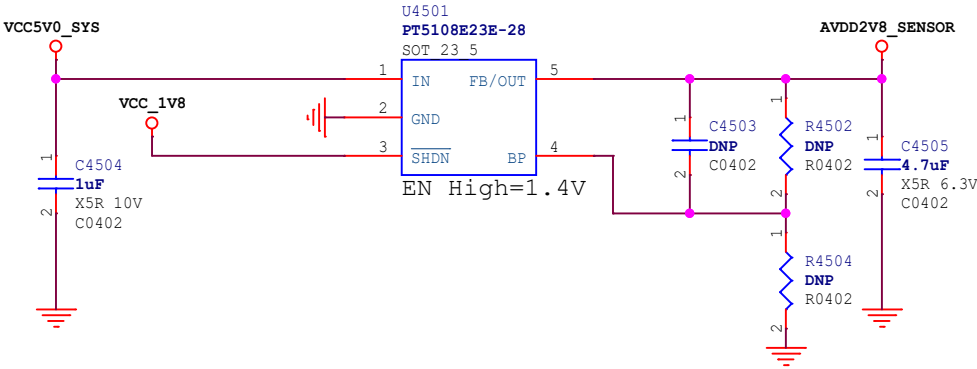 U4501
PT5108E23E-28
SOT 23 5
VCC5V0_SYS
AVDD2V8_SENSOR
1
IN
FB/OUT
5
VCC_1V8
2
GND
3
SHDN
BP
4
EN High=1.4V
1
C4504
1uF
X5R 10V
C0402
2
1
C4503
DNP
C0402
2
1
R4502
DNP
R0402
2
1
C4505
4.7uF
X5R 6.3V
C0402
2
1
R4504
DNP
R0402
2